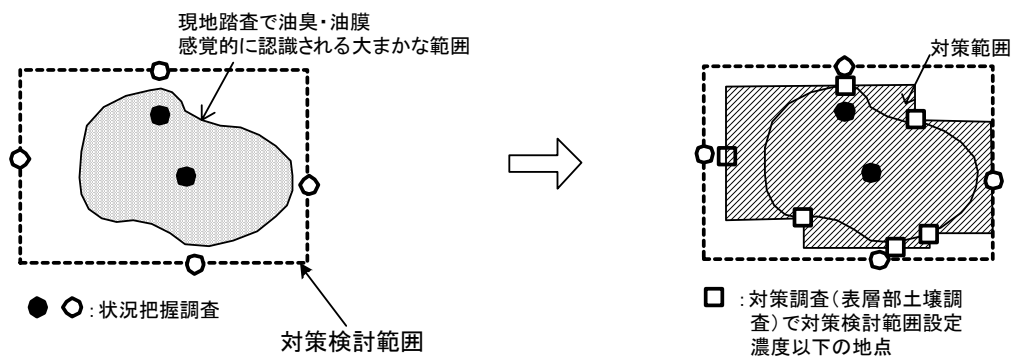 現地踏査で油臭・油膜
感覚的に認識される大まかな範囲
:状況把握調査
対策検討範囲
対策範囲
:対策調査(表層部土壌調
査)で対策検討範囲設定
濃度以下の地点